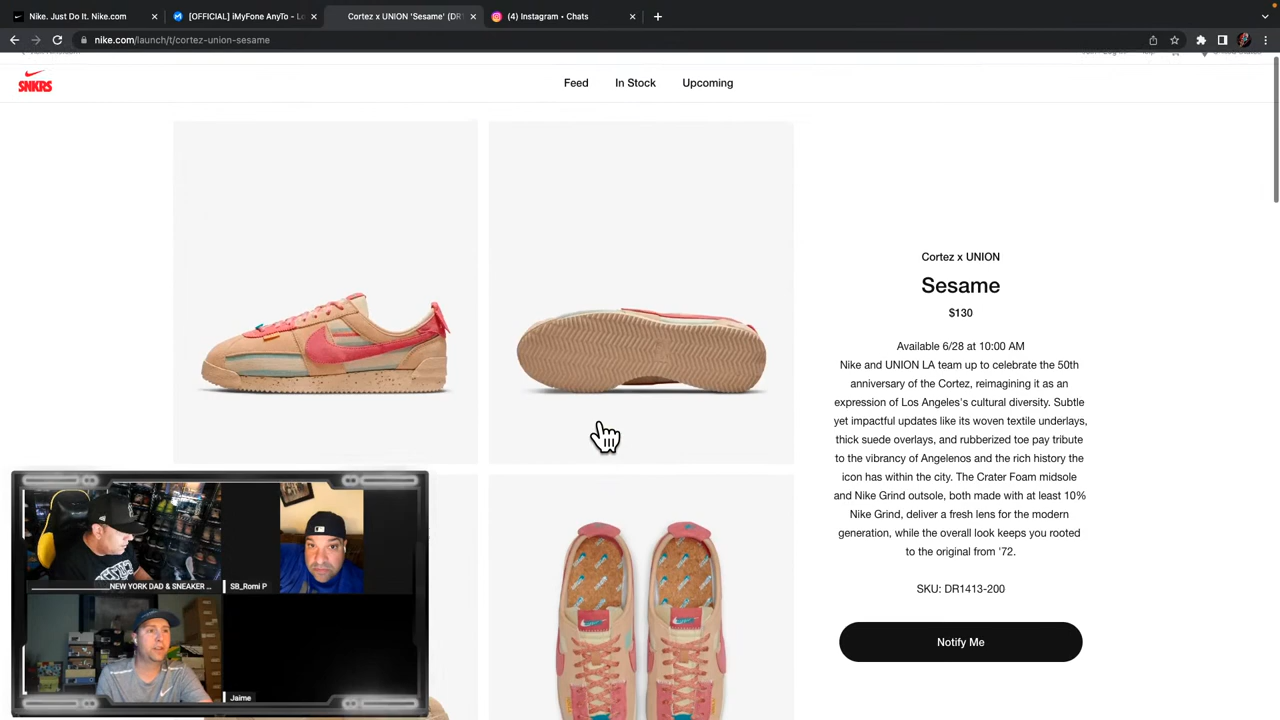 Nike. Just Do It. Nike.com
[OFFICIAL] iMyFone AnyTo - Lo
Cortez x UNION 'Sesame' (DR1
(4) Instagram • Chats
nike.com/launch/t/cortez-union-sesame
SNKRS
Feed
In Stock
Upcoming
Cortez x UNION
Sesame
$130
Available 6/28 at 10:00 AM
Nike and UNION LA team up to celebrate the 50th
anniversary of the Cortez, reimagining it as an
expression of Los Angeles's cultural diversity. Subtle
yet impactful updates like its woven textile underlays,
thick suede overlays, and rubberized toe pay tribute
to the vibrancy of Angelenos and the rich history the
icon has within the city. The Crater Foam midsole
and Nike Grind outsole, both made with at least 10%
Nike Grind, deliver a fresh lens for the modern
generation, while the overall look keeps you rooted
to the original from '72.
SKU: DR1413-200
Notify Me
NEW YORK DAD & SNEAKER ...
SB_Romi P
Jaime